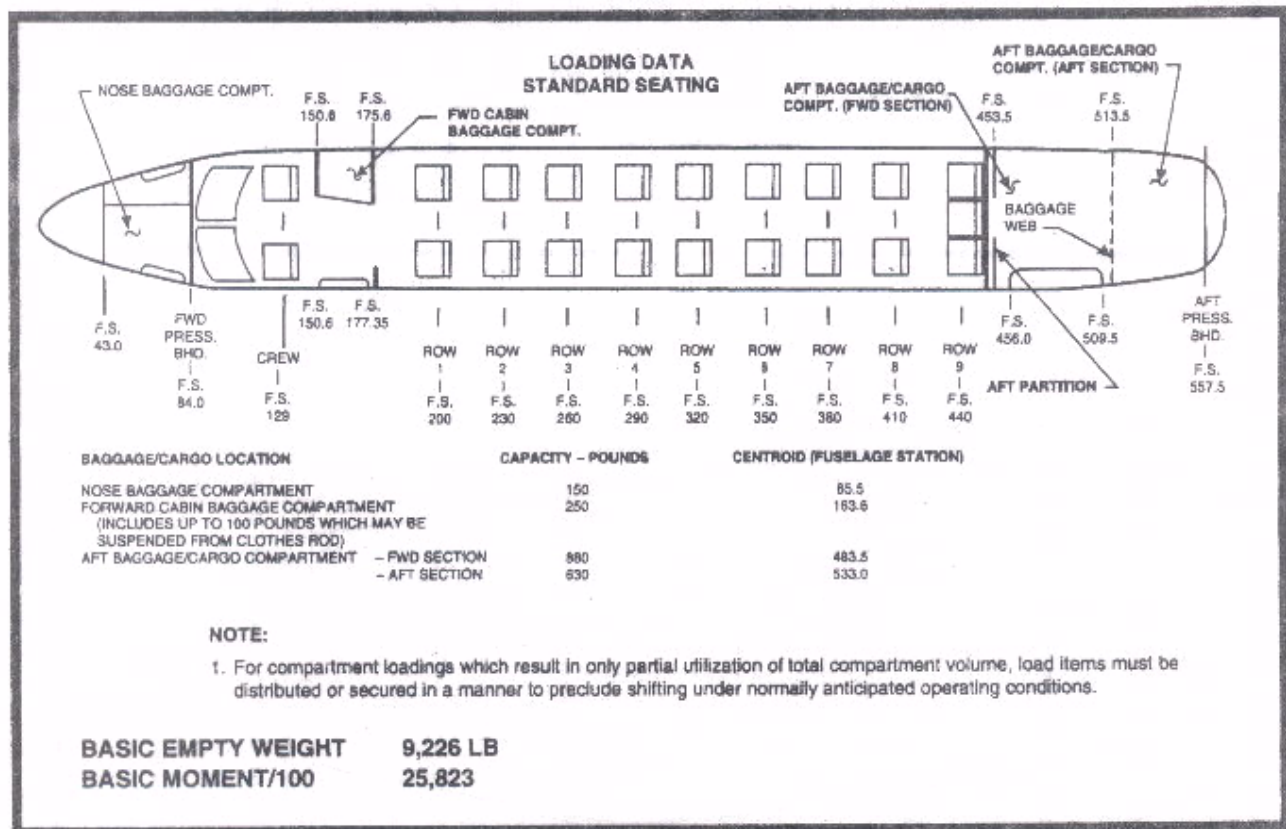 LOADING DATA
STANDARD SEATING
NOSE BAGGAGE COMPT.
F.S.
150.6
F.S.
175.6
FWD CABIN
BAGGAGE COMPT.
AFT BAGGAGE/CARGO
COMPT. (FWD SECTION)
AFT BAGGAGE/CARGO
COMPT. (AFT SECTION)
F.S.
453.5
F.S.
513.5
BAGGAGE
WEB
F.S.
43.0
FWD
PRESS.
BHD.
F.S.
84.0
CREW
F.S.
129
F.S.
150.6
F.S.
177.35
ROW
1
F.S.
200
ROW
2
F.S.
230
ROW
3
F.S.
260
ROW
4
F.S.
290
ROW
5
F.S.
320
ROW
6
F.S.
350
ROW
7
F.S.
380
ROW
8
F.S.
410
ROW
9
F.S.
440
F.S.
456.0
F.S.
509.5
AFT PARTITION
AFT
PRESS.
BHD.
F.S.
557.5
BAGGAGE/CARGO LOCATION CAPACITY – POUNDS CENTROID (FUSELAGE STATION)
NOSE BAGGAGE COMPARTMENT 150 65.5
FORWARD CABIN BAGGAGE COMPARTMENT 250 163.6
(INCLUDES UP TO 100 POUNDS WHICH MAY BE
SUSPENDED FROM CLOTHES ROD)
AFT BAGGAGE/CARGO COMPARTMENT – FWD SECTION 880 483.5
– AFT SECTION 630 533.0
NOTE:
1. For compartment loadings which result in only partial utilization of total compartment volume, load items must be
distributed or secured in a manner to preclude shifting under normally anticipated operating conditions.
BASIC EMPTY WEIGHT 9,226 LB
BASIC MOMENT/100 25,823